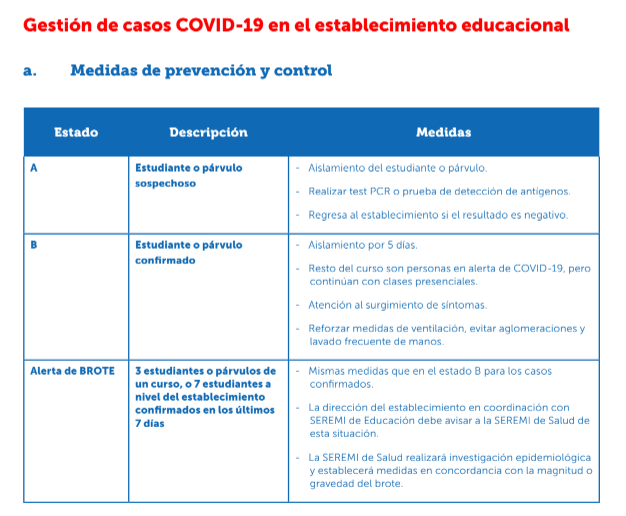 Gestión de casos COVID-19 en el establecimiento educacional
a. Medidas de prevención y control
Estado Descripción Medidas
A
Estudiante o párvulo
sospechoso
- Aislamiento del estudiante o párvulo.
- Realizar test PCR o prueba de detección de antígenos.
- Regresa al establecimiento si el resultado es negativo.
B
Estudiante o párvulo
confirmado
- Aislamiento por 5 días.
- Resto del curso son personas en alerta de COVID-19, pero
continúan con clases presenciales.
- Atención al surgimiento de síntomas.
- Reforzar medidas de ventilación, evitar aglomeraciones y
lavado frecuente de manos.
Alerta de BROTE
3 estudiantes o párvulos de
un curso, o 7 estudiantes a
nivel del establecimiento
confirmados en los últimos
7 días
- Mismas medidas que en el estado B para los casos
confirmados.
- La dirección del establecimiento en coordinación con
SEREMI de Educación debe avisar a la SEREMI de Salud de
esta situación.
- La SEREMI de Salud realizará investigación epidemiológica
y establecerá medidas en concordancia con la magnitud o
gravedad del brote.